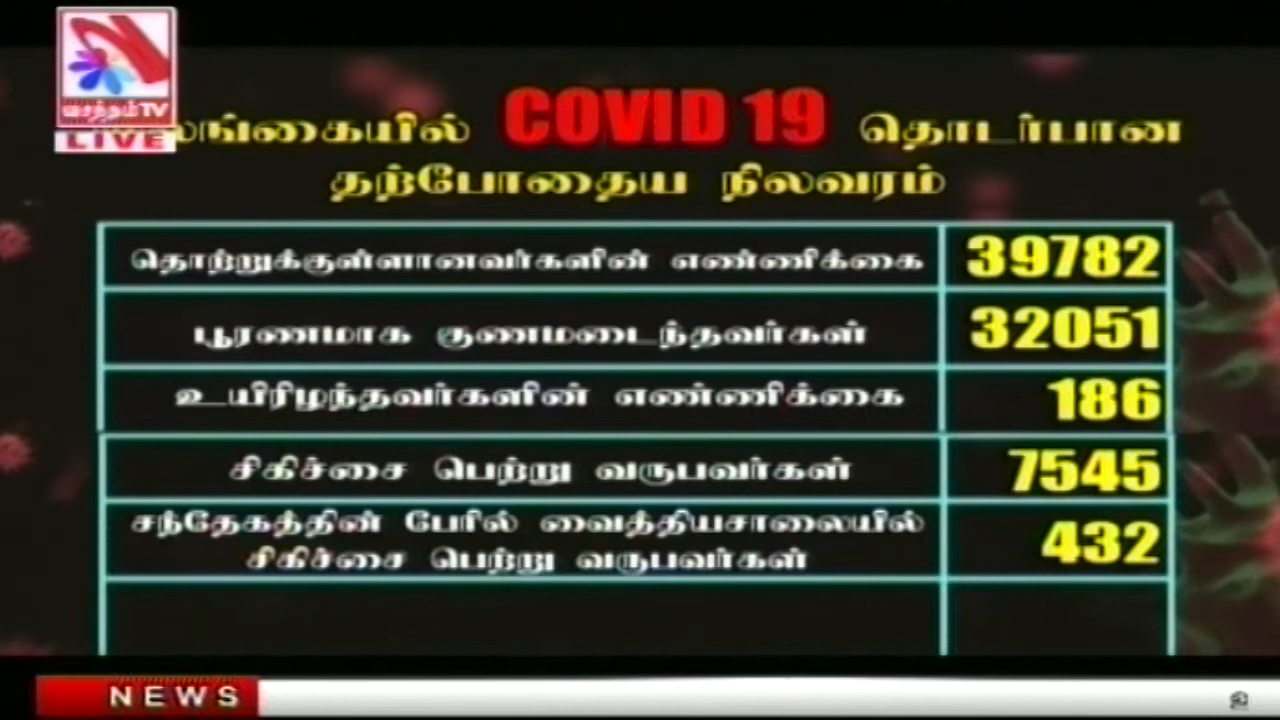 வசந்தம்TV
LIVE
லங்கையில் COVID 19 தொடர்பான
தற்போதைய நிலவரம்
தொற்றுக்குள்ளானவர்களின் எண்ணிக்கை 39782
பூரணமாக குணமடைந்தவர்கள் 32051
உயிரிழந்தவர்களின் எண்ணிக்கை 186
சிகிச்சை பெற்று வருபவர்கள் 7545
சந்தேகத்தின் பேரில் வைத்தியசாலையில்
சிகிச்சை பெற்று வருபவர்கள் 432
NEWS